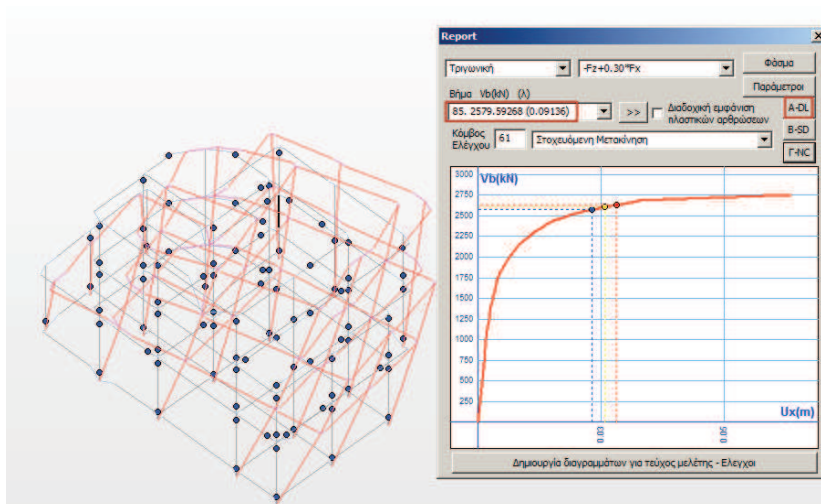 Report
Τριγωνική
-Fz+0.30*Fx
Φάσμα
Παράμετροι
Βήμα Vb(kN) (λ)
85. 2579.59268 (0.09136)
>>
Διαδοχική εμφάνιση
πλαστικών αρθρώσεων
A-DL
B-SD
Γ-NC
Κόμβος
Ελέγχου
61
Στοχευόμενη Μετακίνηση
Vb(kN)
3000
2750
2500
2250
2000
1750
1500
1250
1000
750
500
250
Ux(m)
0.03
0.05
Δημιουργία διαγραμμάτων για τεύχος μελέτης - Ελεγχοι